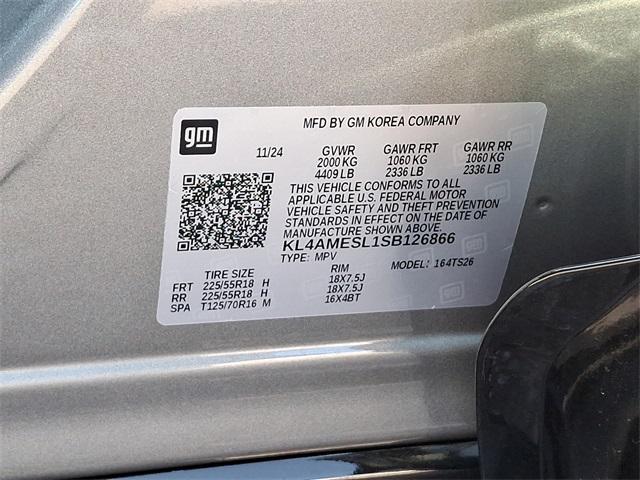 gm
MFD BY GM KOREA COMPANY
11/24 GVWR GAWR FRT GAWR RR
2000 KG 1060 KG 1060 KG
4409 LB 2336 LB 2336 LB
THIS VEHICLE CONFORMS TO ALL
APPLICABLE U.S. FEDERAL MOTOR
VEHICLE SAFETY AND THEFT PREVENTION
STANDARDS IN EFFECT ON THE DATE OF
MANUFACTURE SHOWN ABOVE.
KL4AMESL1SB126866
TYPE: MPV MODEL: 164TS26
TIRE SIZE RIM
FRT 225/55R18 H 18X7.5J
RR 225/55R18 H 18X7.5J
SPA T125/70R16 M 16X4BT